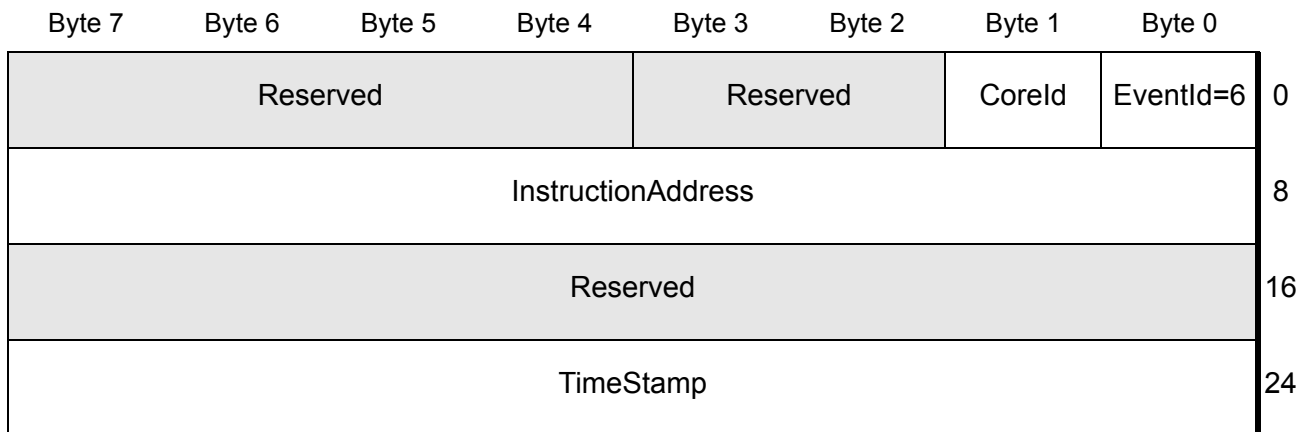 Byte 7 Byte 6 Byte 5 Byte 4 Byte 3 Byte 2 Byte 1 Byte 0
Reserved Reserved CoreId EventId=6 0
InstructionAddress 8
Reserved 16
TimeStamp 24